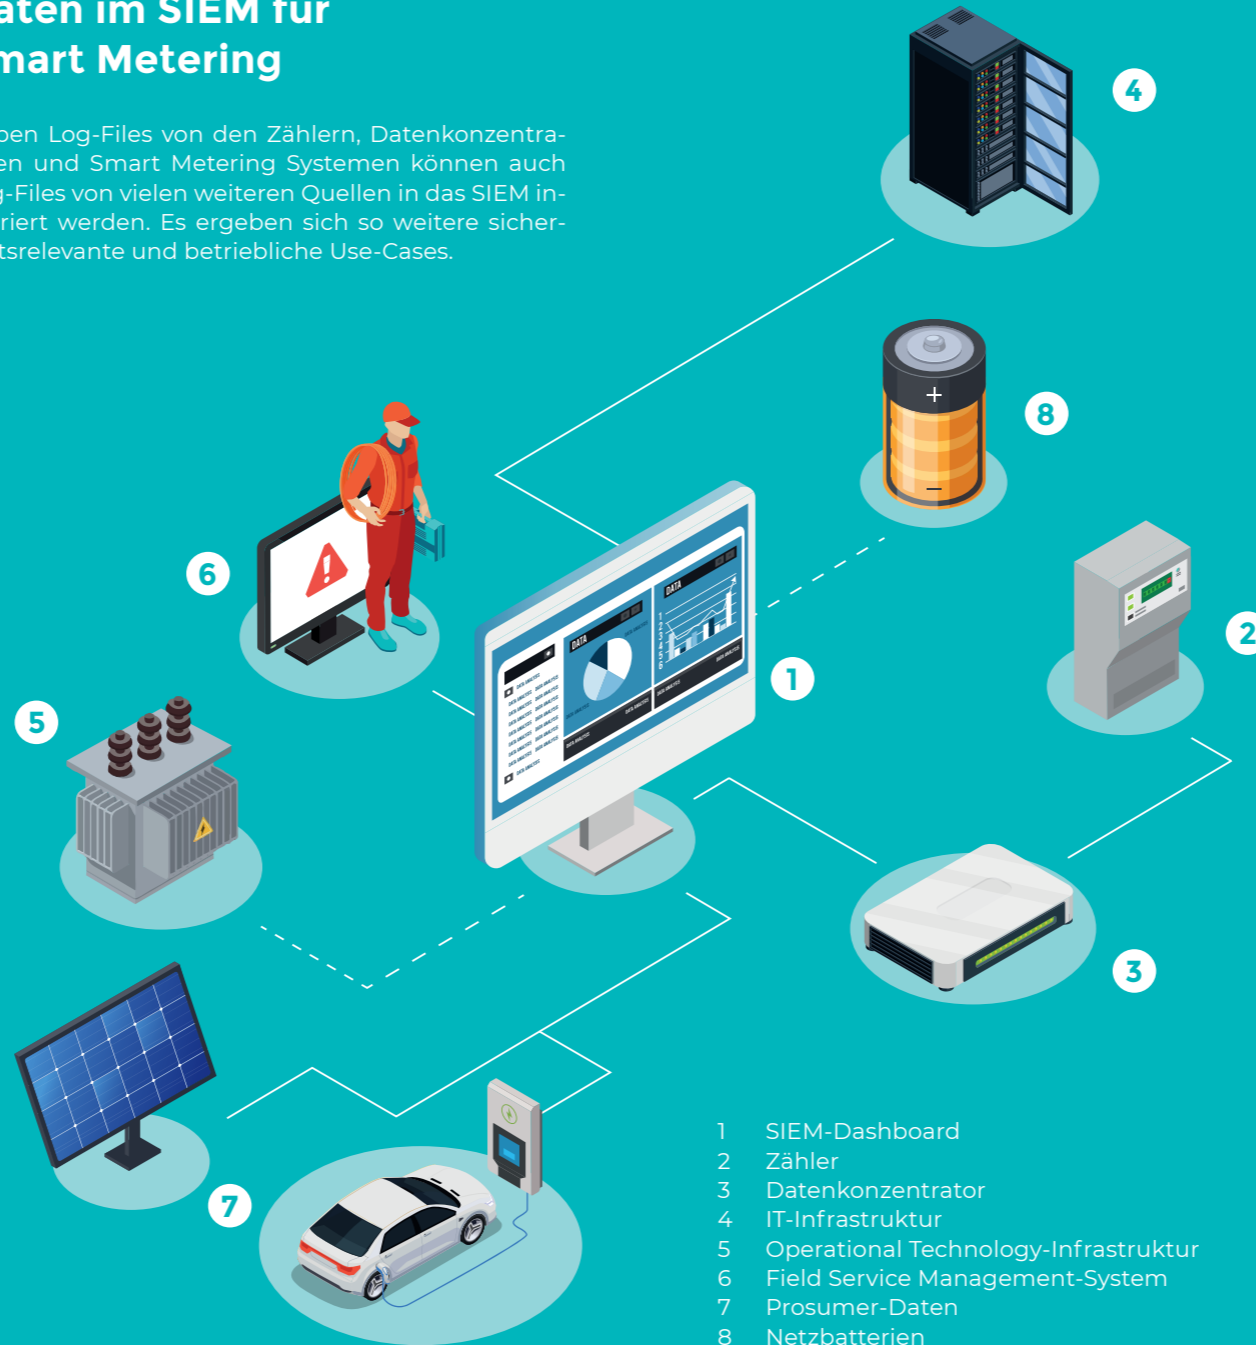 aten im SIEM für
mart Metering
ben Log-Files von den Zählern, Datenkonzentra-
en und Smart Metering Systemen können auch
g-Files von vielen weiteren Quellen in das SIEM in-
riert werden. Es ergeben sich so weitere sicher-
tsrelevante und betriebliche Use-Cases.
4
8
6
2
1
5
3
7
DATA
DATA
1 SIEM-Dashboard
2 Zähler
3 Datenkonzentrator
4 IT-Infrastruktur
5 Operational Technology-Infrastruktur
6 Field Service Management-System
7 Prosumer-Daten
8 Netzbatterien